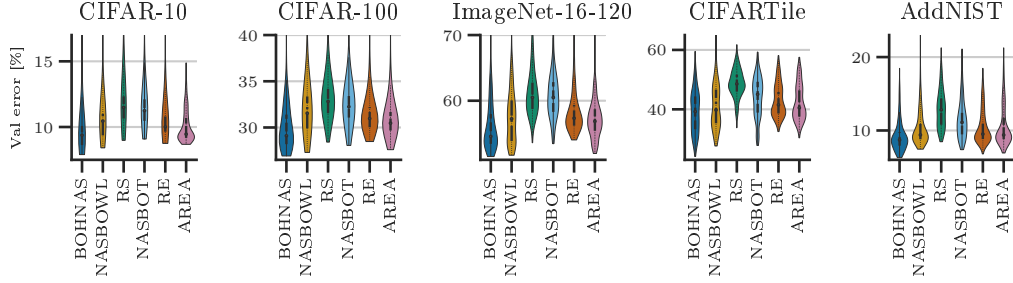 CIFAR-10
CIFAR-100
ImageNet-16-120
CIFARTile
AddNIST
Val error [%]
15
10
40
35
30
70
60
60
40
20
10
BOHNAS
NASBOWL
RS
NASBOT
RE
AREA
BOHNAS
NASBOWL
RS
NASBOT
RE
AREA
BOHNAS
NASBOWL
RS
NASBOT
RE
AREA
BOHNAS
NASBOWL
RS
NASBOT
RE
AREA
BOHNAS
NASBOWL
RS
NASBOT
RE
AREA